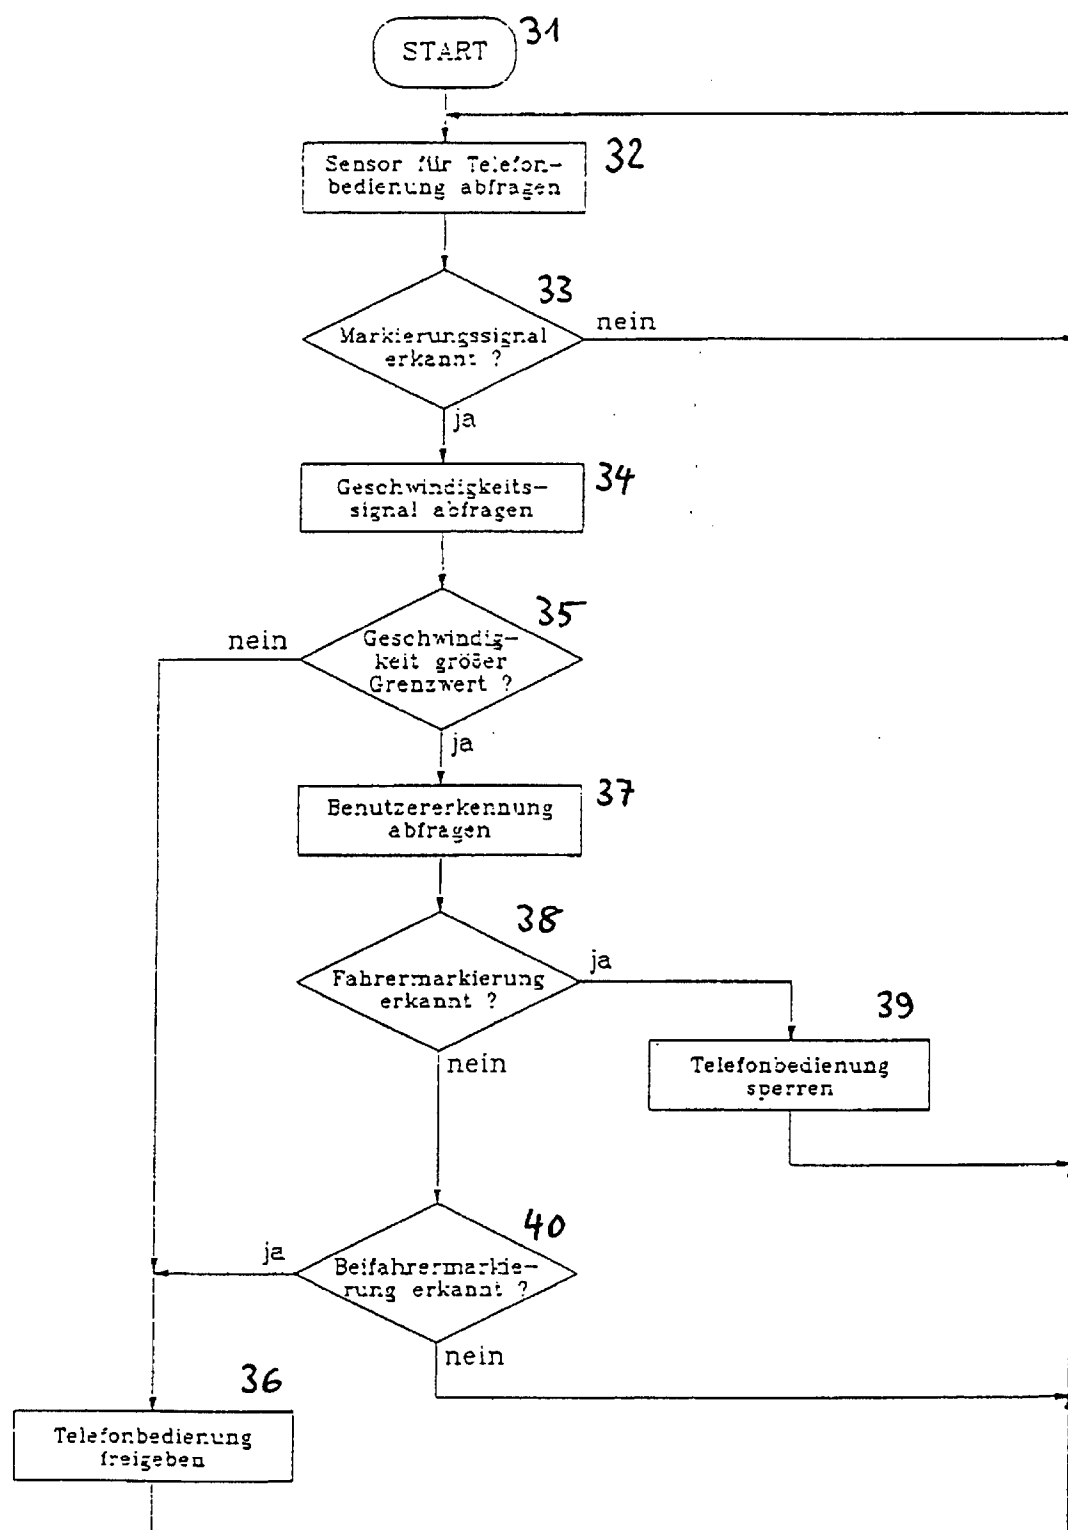 START
31
Sensor für Telefon-
bedienung abfragen
32
33
Markierungssignal
erkannt ?
nein
ja
Geschwindigkeits-
signal abfragen
34
35
Geschwindig-
keit größer
Grenzwert ?
nein
ja
Benutzererkennung
abfragen
37
38
Fahrermarkierung
erkannt ?
ja
nein
39
Telefonbedienung
sperren
40
Beifahrermarkie-
rung erkannt ?
ja
nein
36
Telefonbedienung
freigeben